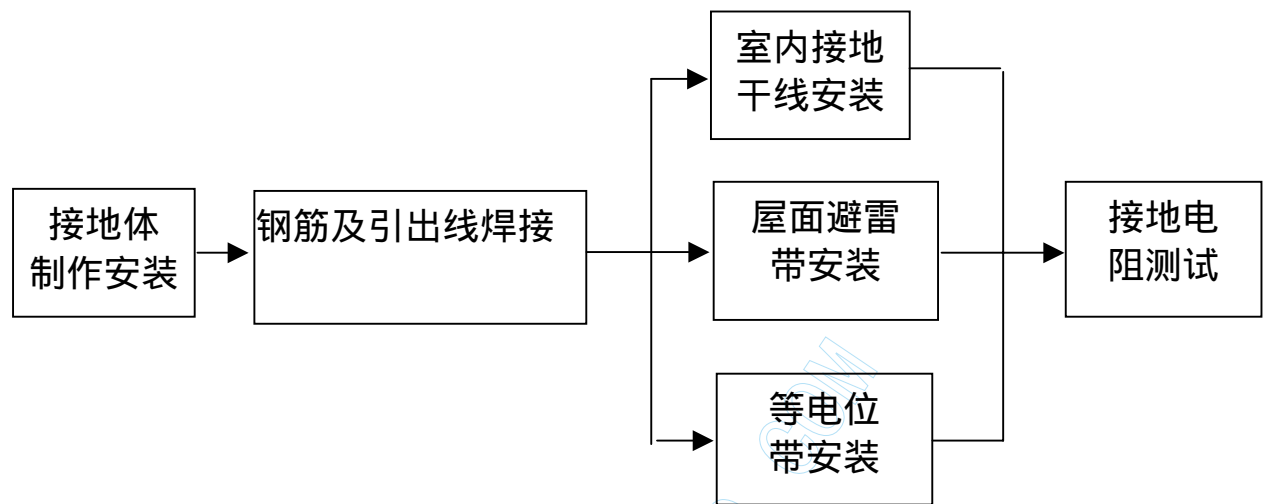 接地体
制作安装
钢筋及引出线焊接
室内接地
干线安装
屋面避雷
带安装
等电位
带安装
接地电
阻测试
COM